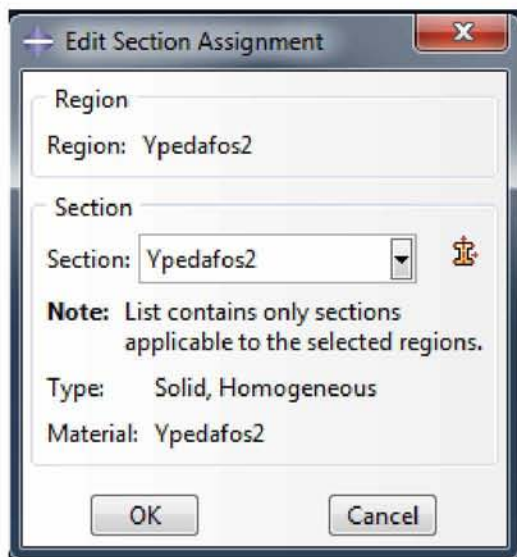 Edit Section Assignment
Region
Region: Ypedafos2
Section
Section: Ypedafos2
Note: List contains only sections
applicable to the selected regions.
Type: Solid, Homogeneous
Material: Ypedafos2
OK Cancel